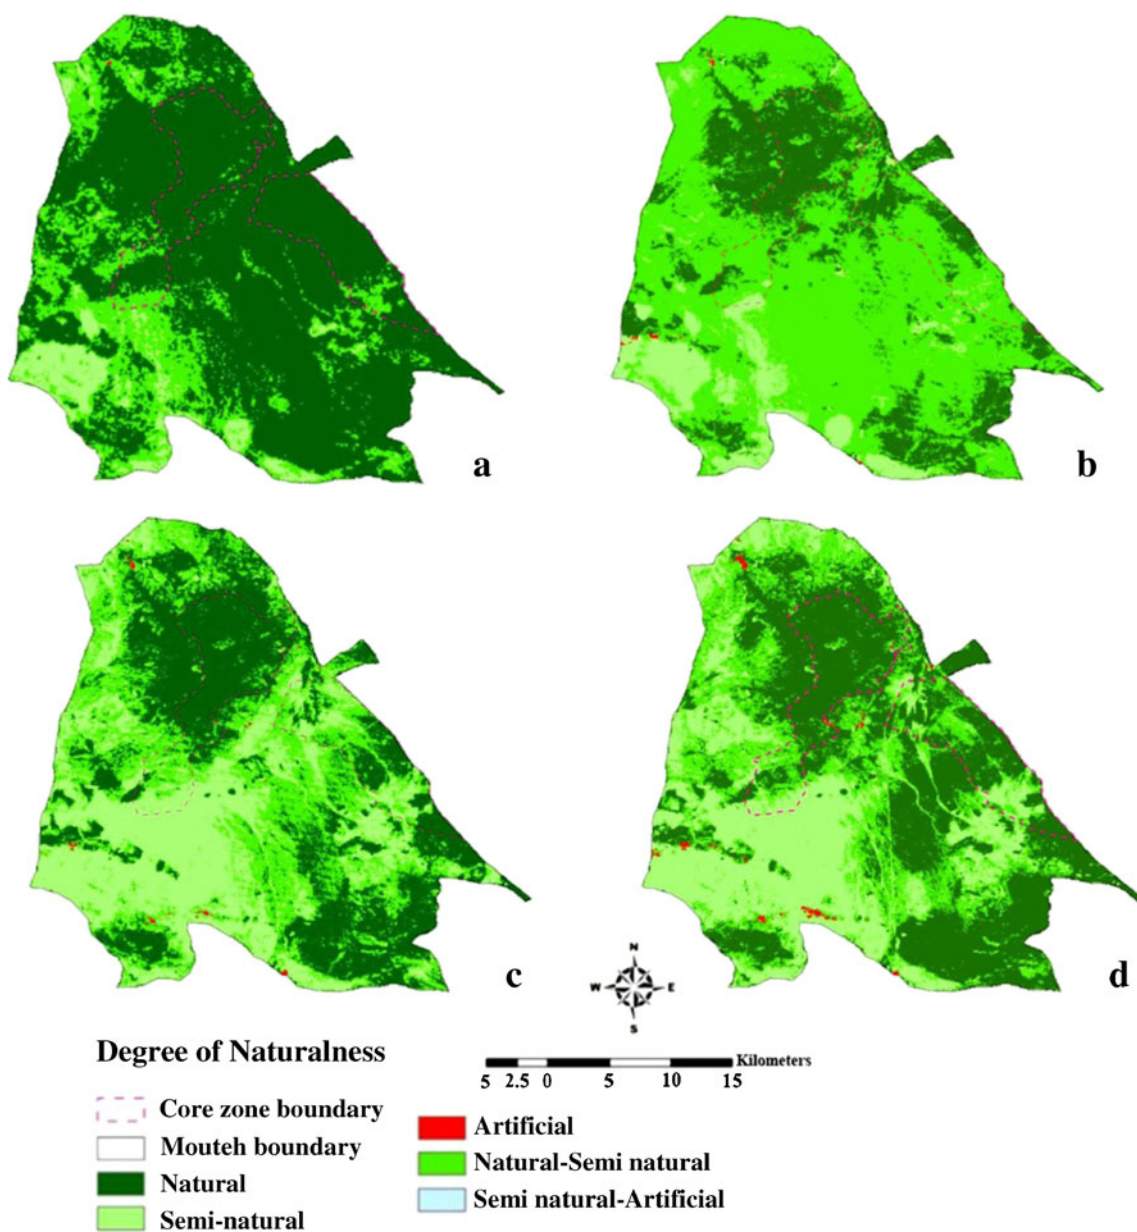 a
b
c
d
N
W E
S
Degree of Naturalness
Kilometers
5 2.5 0 5 10 15
Core zone boundary
Mouteh boundary
Natural
Semi-natural
Artificial
Natural-Semi natural
Semi natural-Artificial